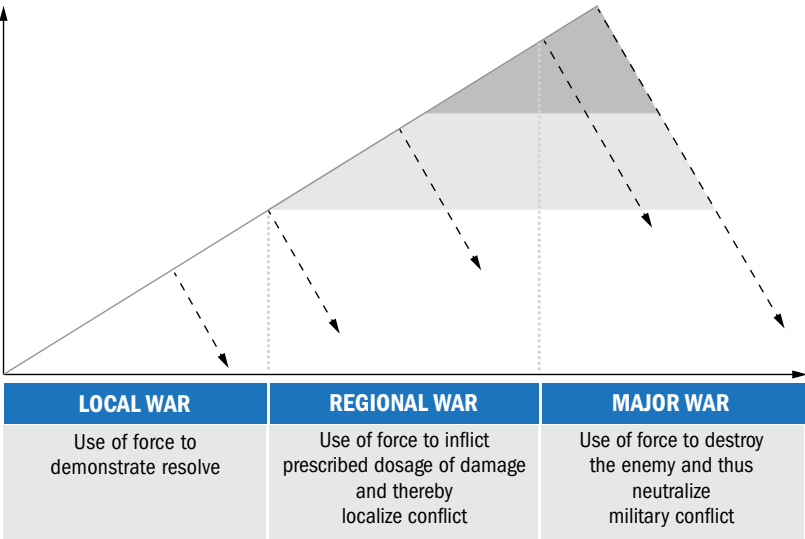 LOCAL WAR
Use of force to
demonstrate resolve
REGIONAL WAR
Use of force to inflict
prescribed dosage of damage
and thereby
localize conflict
MAJOR WAR
Use of force to destroy
the enemy and thus
neutralize
military conflict